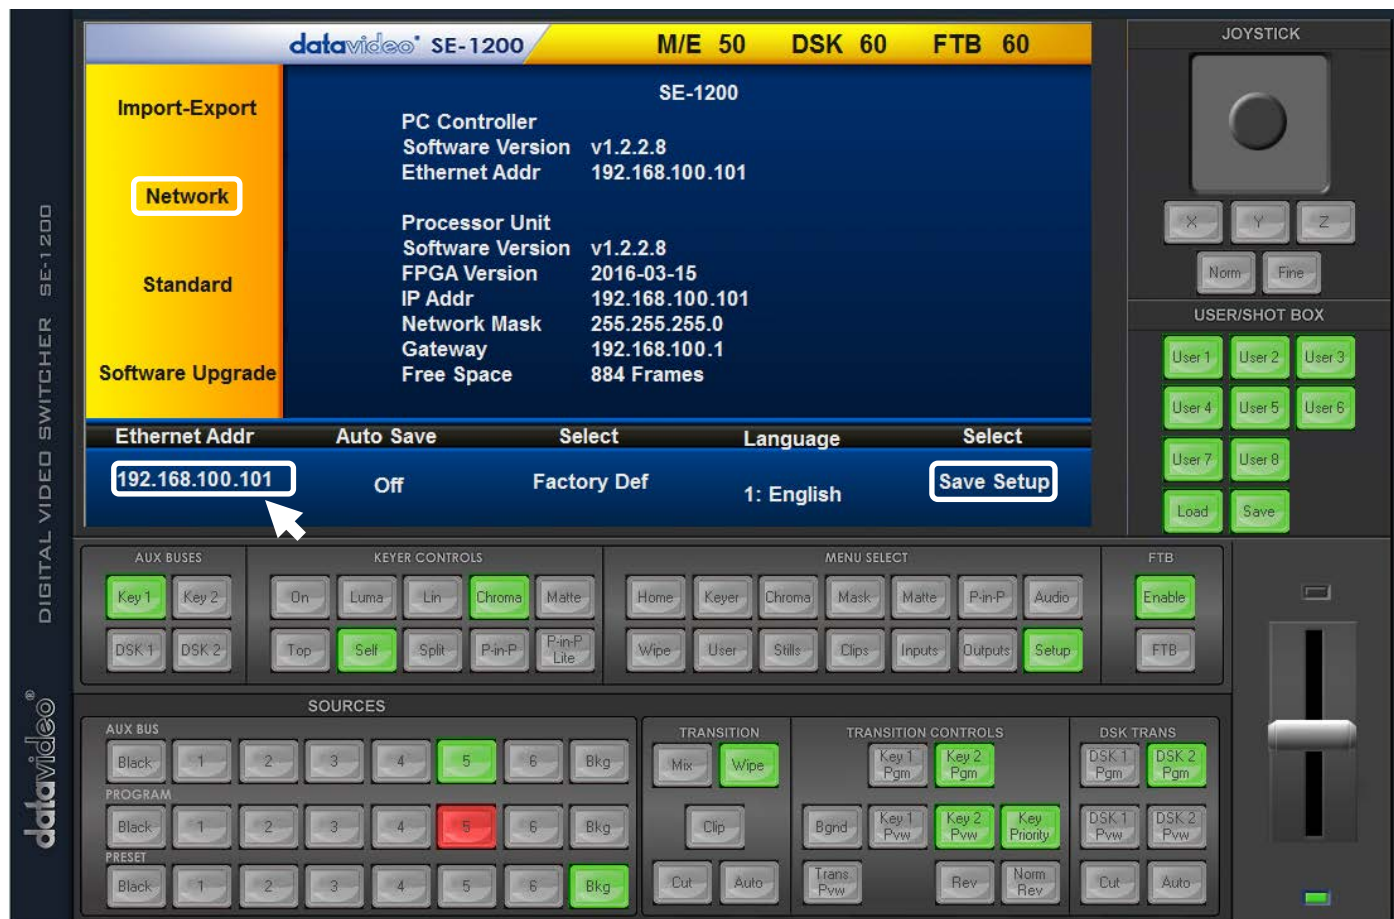 datavideo SE-1200 M/E 50 DSK 60 FTB 60
Import-Export
Network
Standard
Software Upgrade
SE-1200
PC Controller
Software Version v1.2.2.8
Ethernet Addr 192.168.100.101
Processor Unit
Software Version v1.2.2.8
FPGA Version 2016-03-15
IP Addr 192.168.100.101
Network Mask 255.255.255.0
Gateway 192.168.100.1
Free Space 884 Frames
Ethernet Addr Auto Save Select Language Select
192.168.100.101 Off Factory Def 1: English Save Setup
JOYSTICK
X Y Z
Norm Fine
USER/SHOT BOX
User 1 User 2 User 3
User 4 User 5 User 6
User 7 User 8
Load Save
DIGITAL VIDEO SWITCHER SE-1200
datavideo®
AUX BUSES
Key 1 Key 2
DSK 1 DSK 2
KEYER CONTROLS
On Luma Lin Chroma Matte
Top Self Split P-in-P P-in-P
Lite
MENU SELECT
Home Keyer Chroma Mask Matte P-in-P Audio
Wipe User Stills Clips Inputs Outputs Setup
FTB
Enable
FTB
SOURCES
AUX BUS
Black 1 2 3 4 5 6 Bkg
PROGRAM
Black 1 2 3 4 5 6 Bkg
PRESET
Black 1 2 3 4 5 6 Bkg
TRANSITION
Mix Wipe
Clip
Cut Auto
TRANSITION CONTROLS
Key 1 Key 2
Pgm Pgm
Bgnd Key 1 Key 2 Key
Pvw Pvw Priority
Trans Rev Norm
Pvw Rev
DSK TRANS
DSK 1 DSK 2
Pgm Pgm
DSK 1 DSK 2
Pvw Pvw
Cut Auto